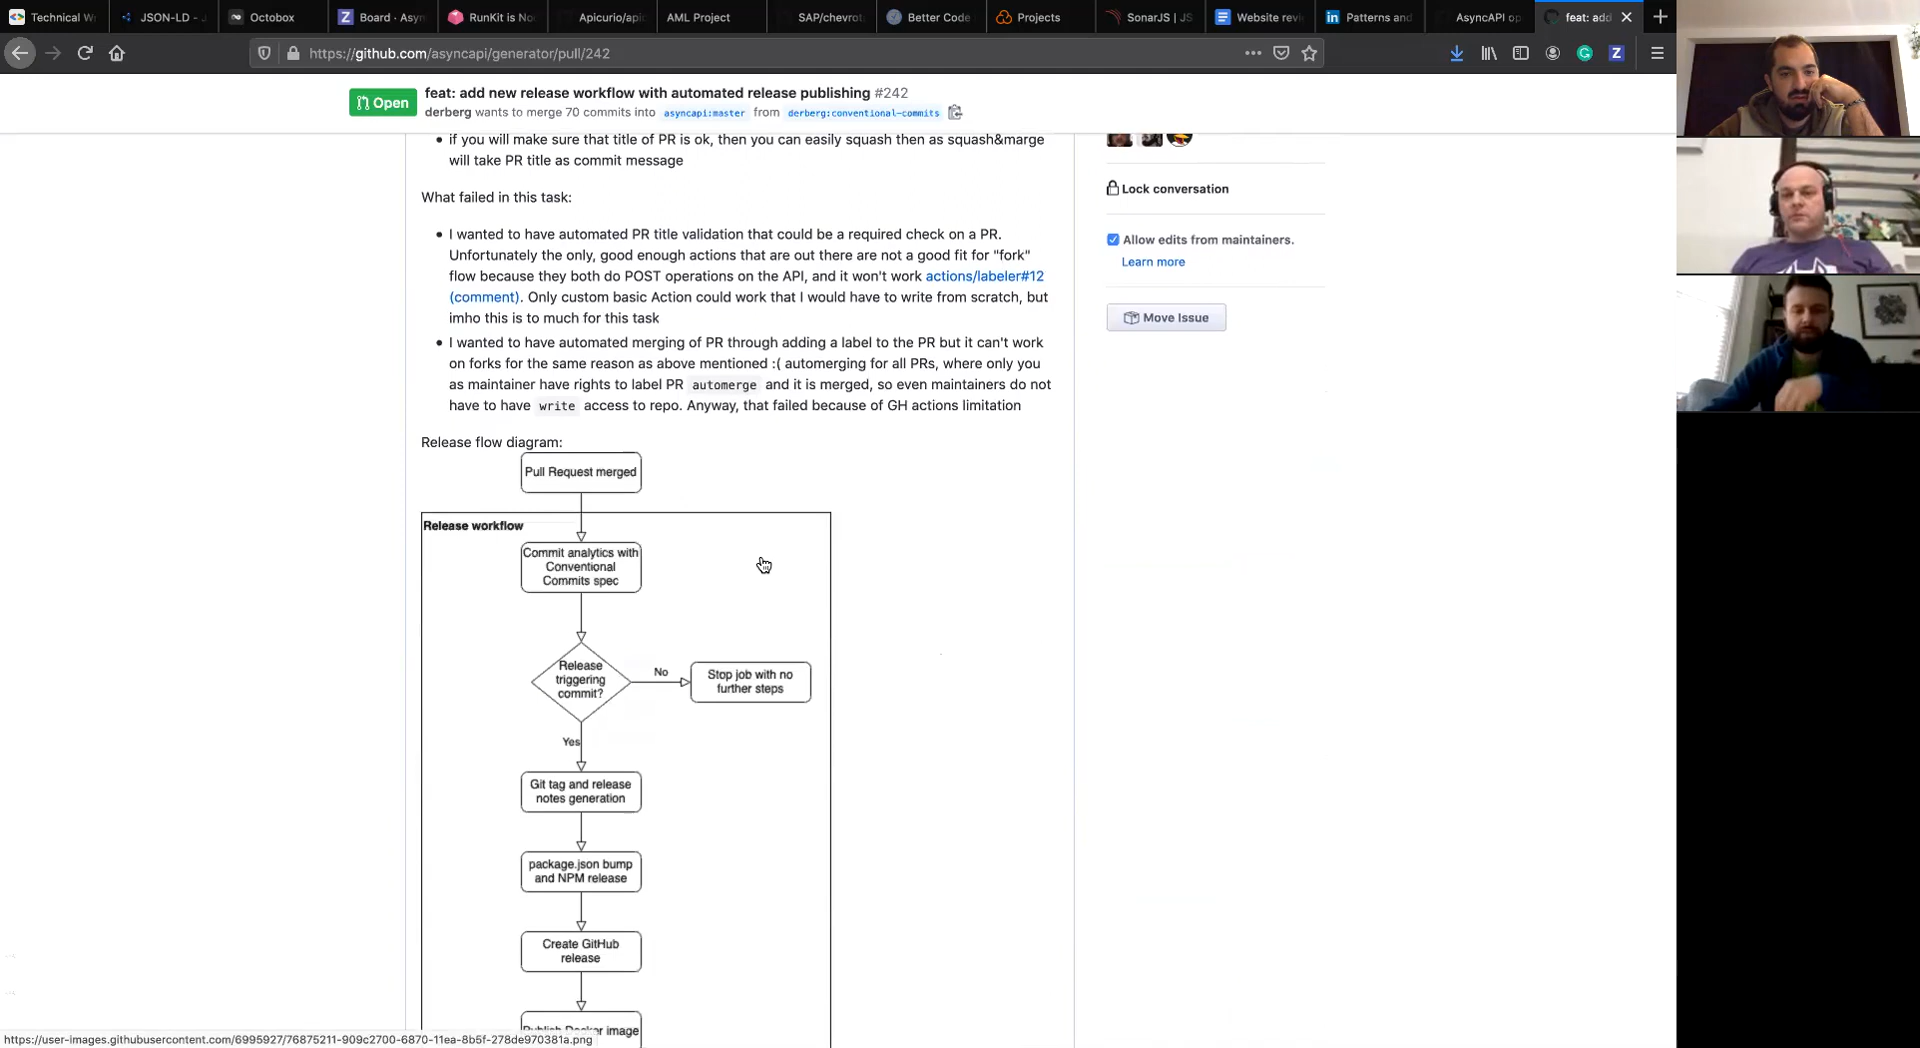 Technical W
JSON-LD - J
Octobox
Board · Asyn
RunKit is No
Apicurio/apic
AML Project
SAP/chevrot
Better Code
Projects
SonarJS | JS
Website revi
Patterns and
AsyncAPI op
feat: add
https://github.com/asyncapi/generator/pull/242
Open
feat: add new release workflow with automated release publishing #242
derberg wants to merge 70 commits into asyncapi:master from derberg:conventional-commits
• if you will make sure that title of PR is ok, then you can easily squash then as squash&marge
will take PR title as commit message
What failed in this task:
• I wanted to have automated PR title validation that could be a required check on a PR.
Unfortunately the only, good enough actions that are out there are not a good fit for "fork"
flow because they both do POST operations on the API, and it won't work actions/labeler#12
(comment). Only custom basic Action could work that I would have to write from scratch, but
imho this is to much for this task
• I wanted to have automated merging of PR through adding a label to the PR but it can't work
on forks for the same reason as above mentioned :( automerging for all PRs, where only you
as maintainer have rights to label PR automerge and it is merged, so even maintainers do not
have to have write access to repo. Anyway, that failed because of GH actions limitation
Release flow diagram:
Pull Request merged
Release workflow
Commit analytics with
Conventional
Commits spec
Release
triggering
commit?
No
Stop job with no
further steps
Yes
Git tag and release
notes generation
package.json bump
and NPM release
Create GitHub
release
Publish Docker image
Lock conversation
Allow edits from maintainers.
Learn more
Move Issue
https://user-images.githubusercontent.com/6995927/76875211-909c2700-6870-11ea-8b5f-278de970381a.png